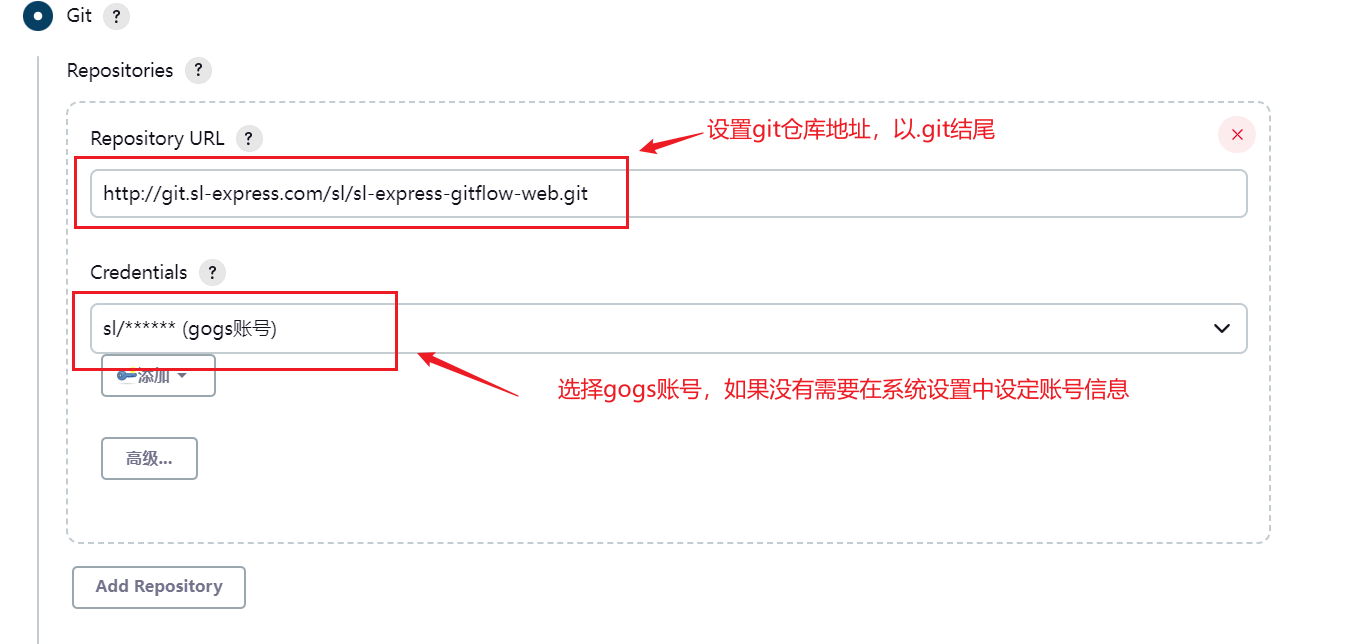 Git ?
Repositories ?
Repository URL ?
设置git仓库地址，以.git结尾
http://git.sl-express.com/sl/sl-express-gitflow-web.git
Credentials ?
sl/****** (gogs账号)
添加
选择gogs账号，如果没有需要在系统设置中设定账号信息
高级...
Add Repository